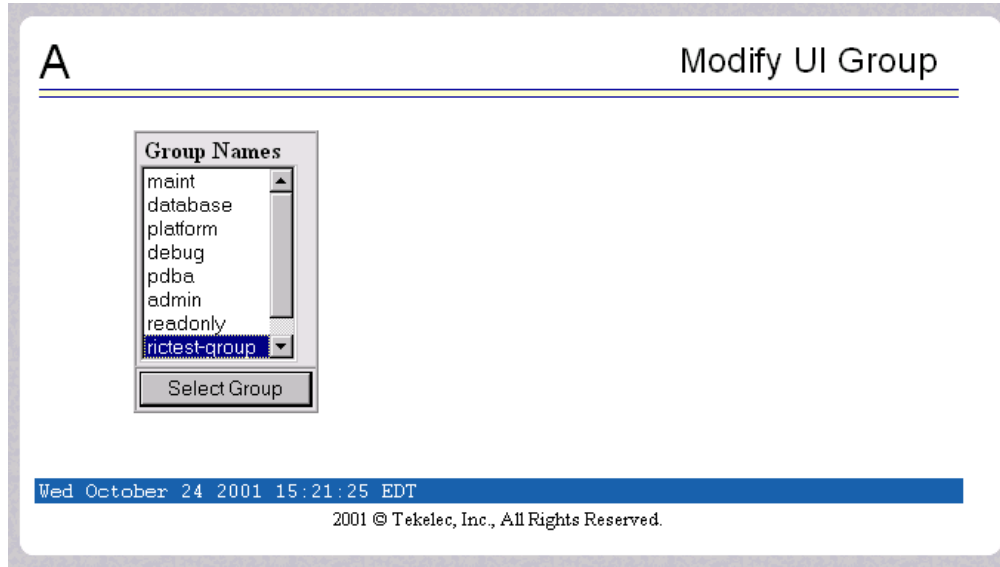 A
Modify UI Group
Group Names
maint
database
platform
debug
pdba
admin
readonly
rictest-group
Select Group
Wed October 24 2001 15:21:25 EDT
2001 © Tekelec, Inc., All Rights Reserved.